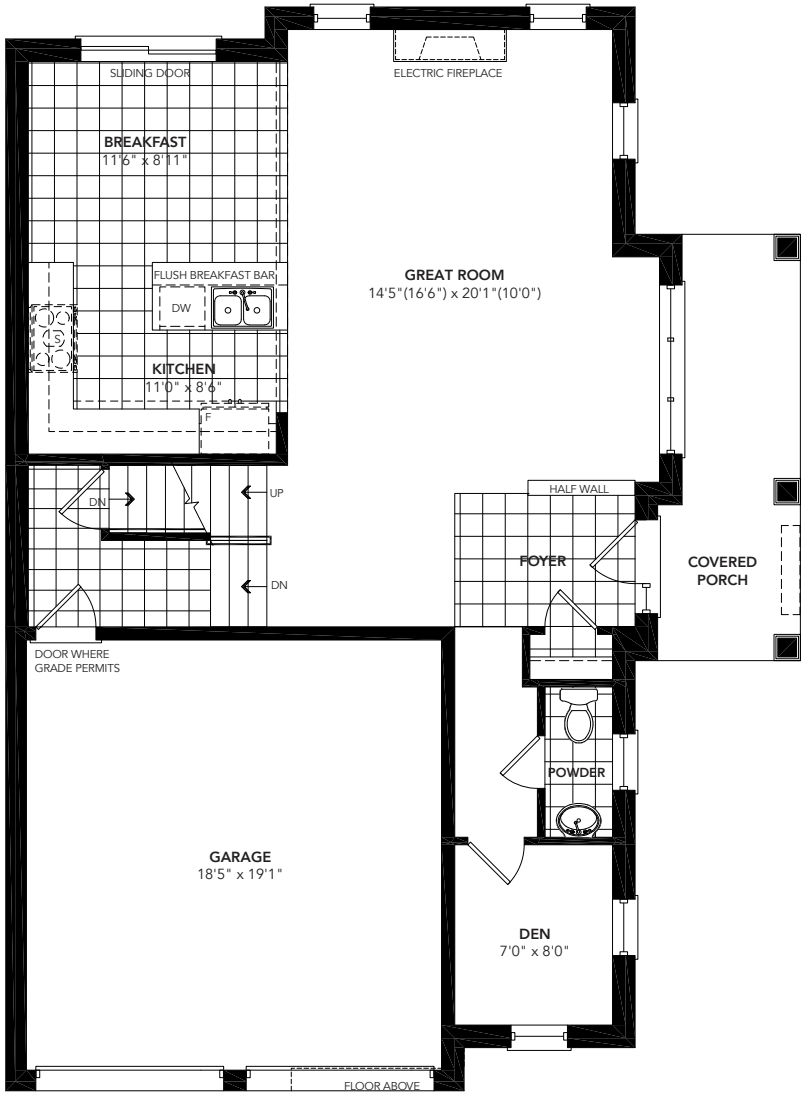 SLIDING DOOR
ELECTRIC FIREPLACE
BREAKFAST
11'6" x 8'11"
FLUSH BREAKFAST BAR
DW
GREAT ROOM
14'5"(16'6") x 20'1"(10'0")
S
KITCHEN
11'0" x 8'6"
F
DN
UP
HALF WALL
FOYER
COVERED
PORCH
DN
DOOR WHERE
GRADE PERMITS
POWDER
GARAGE
18'5" x 19'1"
DEN
7'0" x 8'0"
FLOOR ABOVE